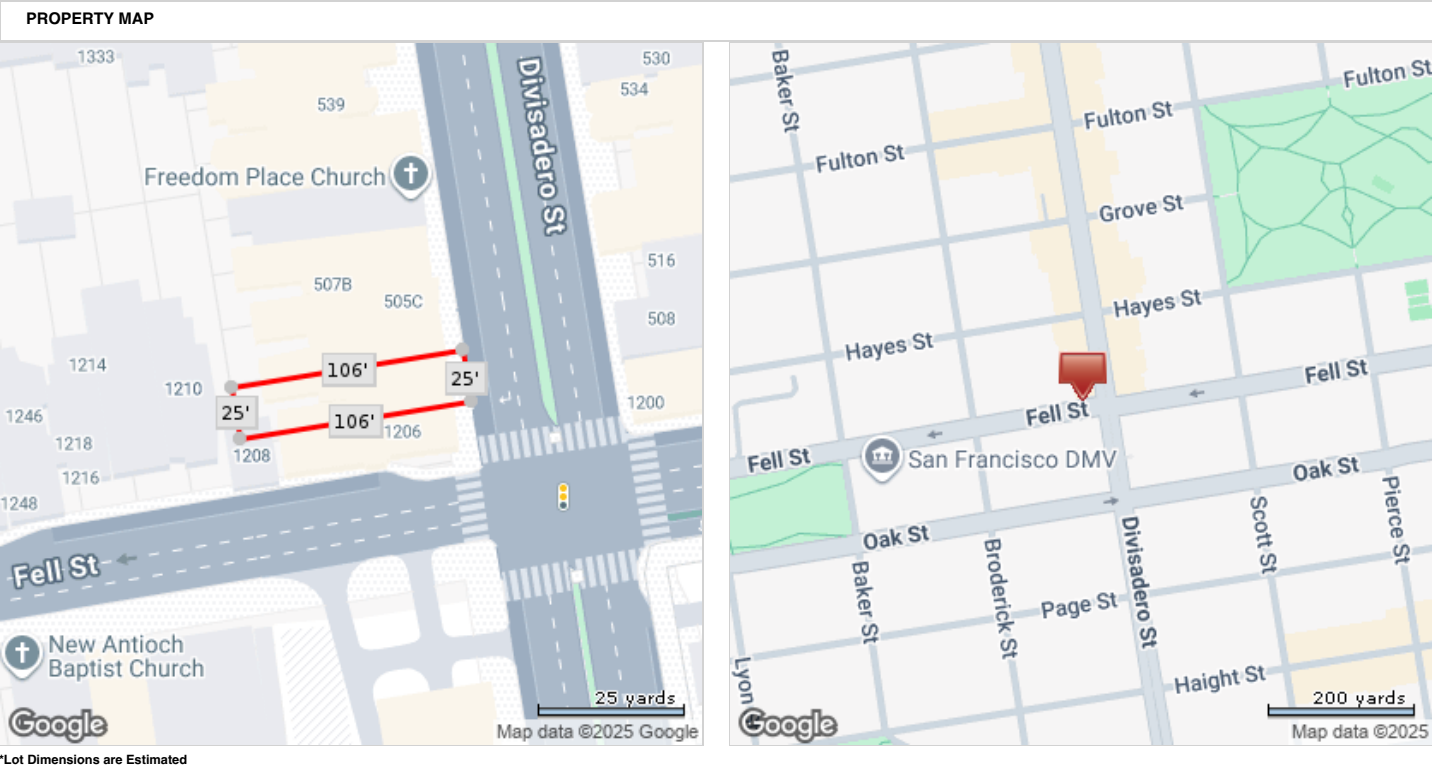 PROPERTY MAP
1333
539
Freedom Place Church
Divisadero St
530
534
507B
505C
516
508
1214
1210
106'
25'
25'
106'
1200
1246
1218
1216
1208
1206
1248
Fell St
New Antioch
Baptist Church
25 yards
Google
Map data ©2025 Google
Baker St
Fulton St
Fulton St
Fulton St
Grove St
Hayes St
Hayes St
Fell St
Fell St
Fell St
San Francisco DMV
Oak St
Oak St
Baker St
Broderick St
Divisadero St
Scott St
Pierce St
Page St
Haight St
Lyon
200 yards
Google
Map data ©2025
*Lot Dimensions are Estimated